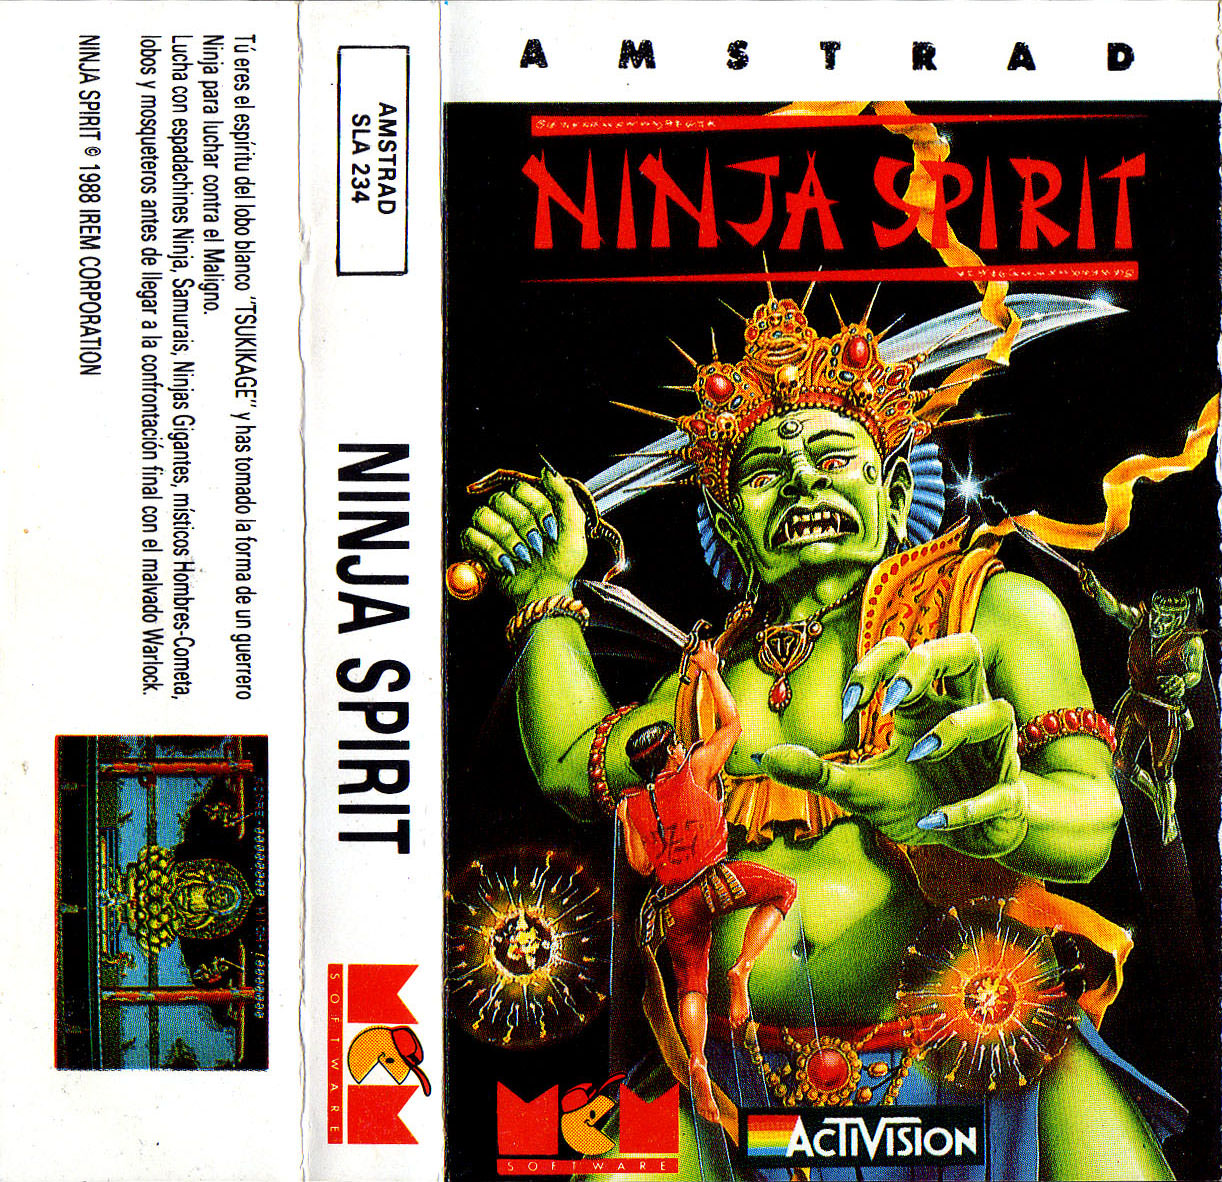 AMSTRAD
NINJA SPIRIT
MCM
SOFTWARE
ACTIVISION
AMSTRAD
SLA 234
NINJA SPIRIT
MCM
SOFTWARE
Tú eres el espíritu del lobo blanco "TSUKIKAGE" y has tomado la forma de un guerrero
Ninja para luchar contra el Maligno.
Lucha con espadachines Ninja, Samurais, Ninjas Gigantes, místicos Hombres-Cometa,
lobos y mosqueteros antes de llegar a la confrontación final con el malvado Warlock.
NINJA SPIRIT © 1988 IREM CORPORATION